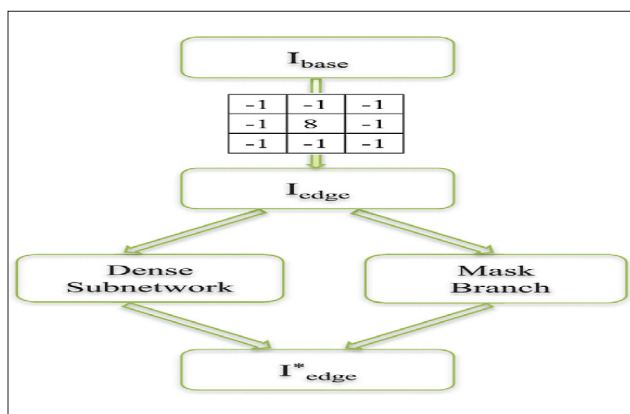 I_base
-1 -1 -1
-1 8 -1
-1 -1 -1
I_edge
Dense
Subnetwork
Mask
Branch
I*_edge